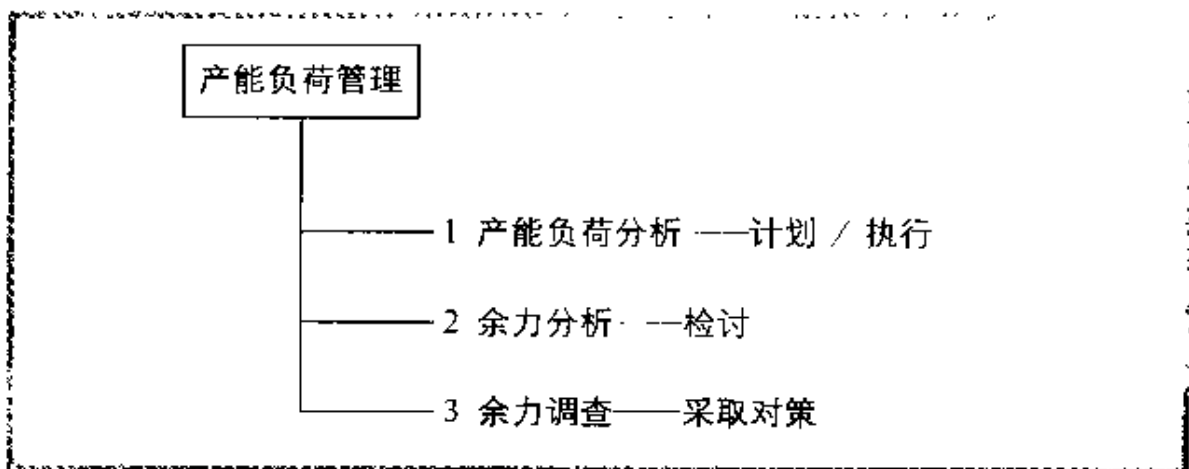 产能负荷管理
1 产能负荷分析——计划 / 执行
2 余力分析——检讨
3 余力调查——采取对策